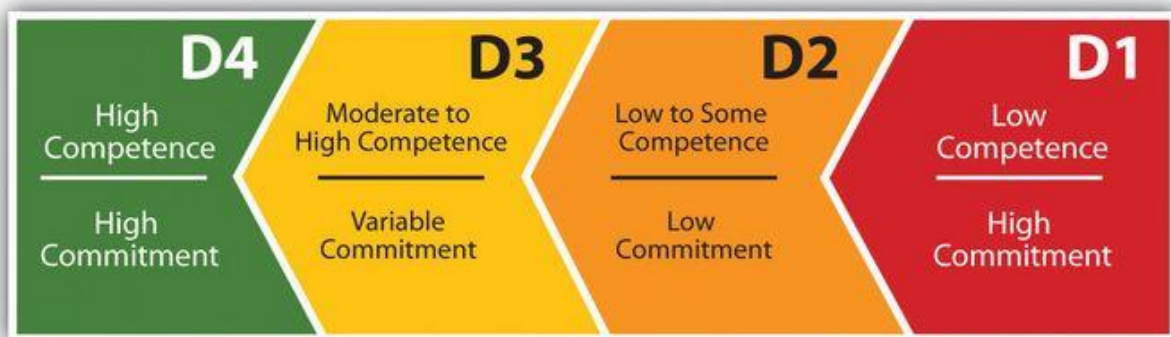 D4
High
Competence
High
Commitment
D3
Moderate to
High Competence
Variable
Commitment
D2
Low to Some
Competence
Low
Commitment
D1
Low
Competence
High
Commitment